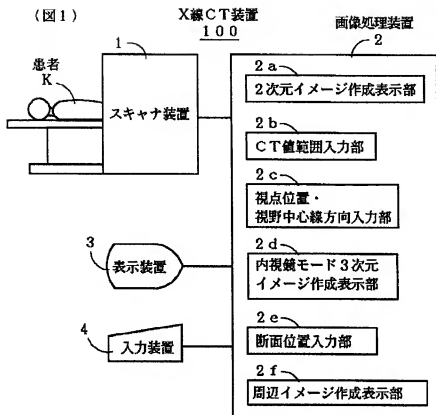 (図1)
X線CT装置
100
画像処理装置
2
1
患者
K
スキャナ装置
2a
2次元イメージ作成表示部
2b
CT値範囲入力部
2c
視点位置・
視野中心線方向入力部
2d
内視鏡モード3次元
イメージ作成表示部
3
表示装置
2e
断面位置入力部
4
入力装置
2f
周辺イメージ作成表示部